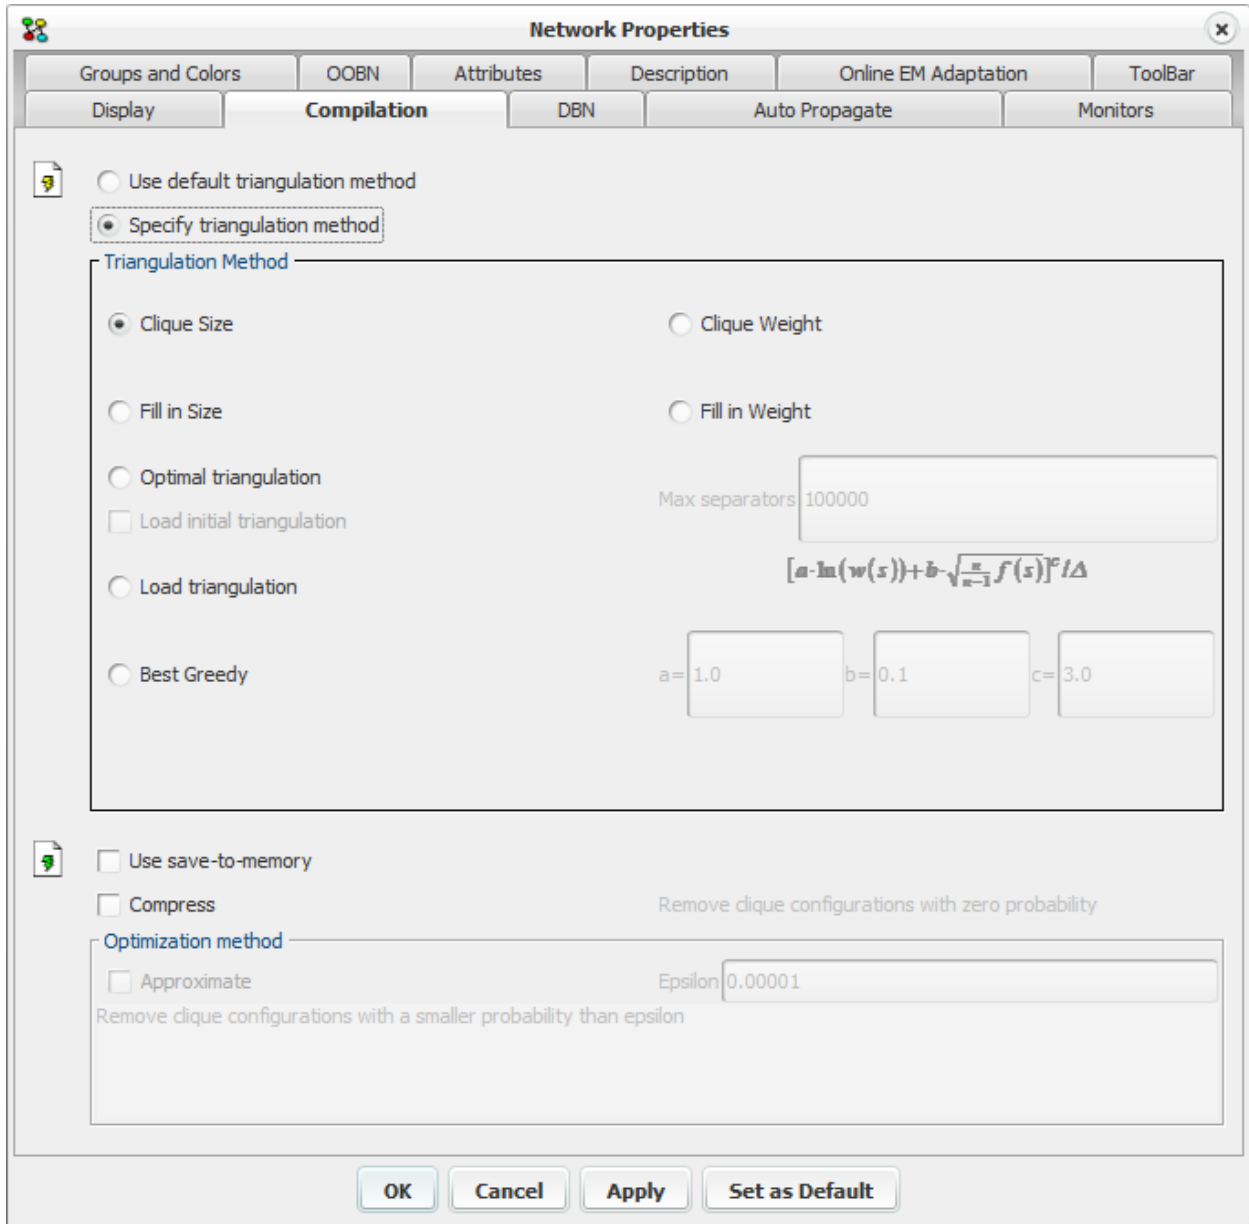 Network Properties
Groups and Colors OOBN Attributes Description Online EM Adaptation ToolBar
Display Compilation DBN Auto Propagate Monitors
Use default triangulation method
Specify triangulation method
Triangulation Method
Clique Size Clique Weight
Fill in Size Fill in Weight
Optimal triangulation
Max separators 100000
Load initial triangulation
[a·ln(w(s))+b·√(n/(n−1) f(s))]^c/Δ
Load triangulation
Best Greedy a= 1.0 b= 0.1 c= 3.0
Use save-to-memory
Compress Remove clique configurations with zero probability
Optimization method
Approximate Epsilon 0.00001
Remove clique configurations with a smaller probability than epsilon
OK Cancel Apply Set as Default